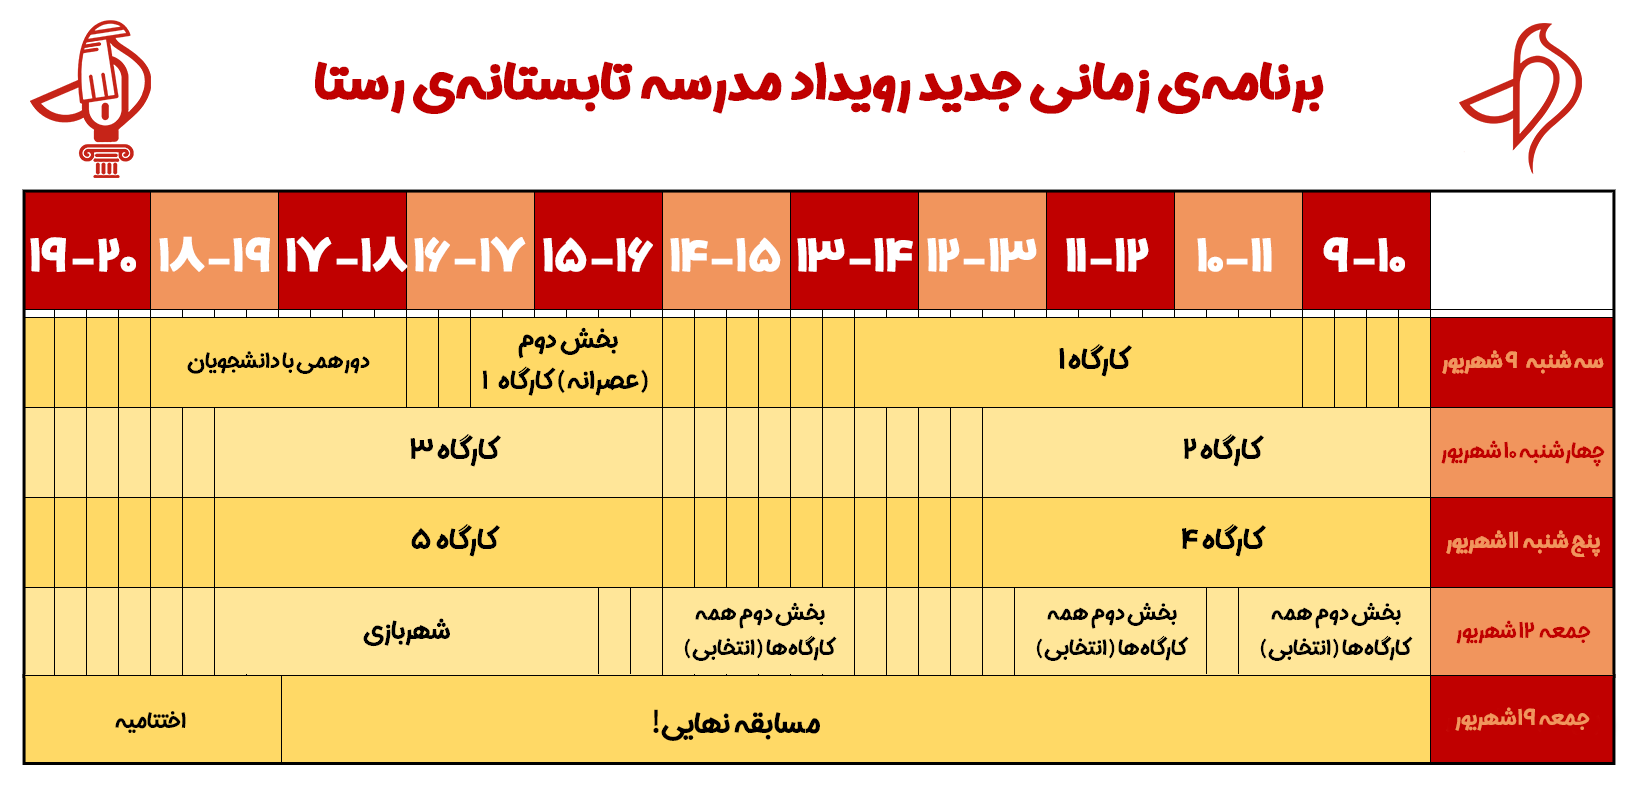 برنامه‌ی زمانی جدید رویداد مدرسه تابستانه‌ی رستا
۹-۱۰
۱۰-۱۱
۱۱-۱۲
۱۲-۱۳
۱۳-۱۴
۱۴-۱۵
۱۵-۱۶
۱۶-۱۷
۱۷-۱۸
۱۸-۱۹
۱۹-۲۰
سه شنبه ۹ شهریور
کارگاه ۱
بخش دوم
(عصرانه) کارگاه ۱
دورهمی با دانشجویان
چهارشنبه ۱۰ شهریور
کارگاه ۲
کارگاه ۳
پنج شنبه ۱۱ شهریور
کارگاه ۴
کارگاه ۵
جمعه ۱۲ شهریور
بخش دوم همه
کارگاه‌ها (انتخابی)
بخش دوم همه
کارگاه‌ها (انتخابی)
بخش دوم همه
کارگاه‌ها (انتخابی)
شهربازی
جمعه ۱۹ شهریور
مسابقه نهایی!
اختتامیه